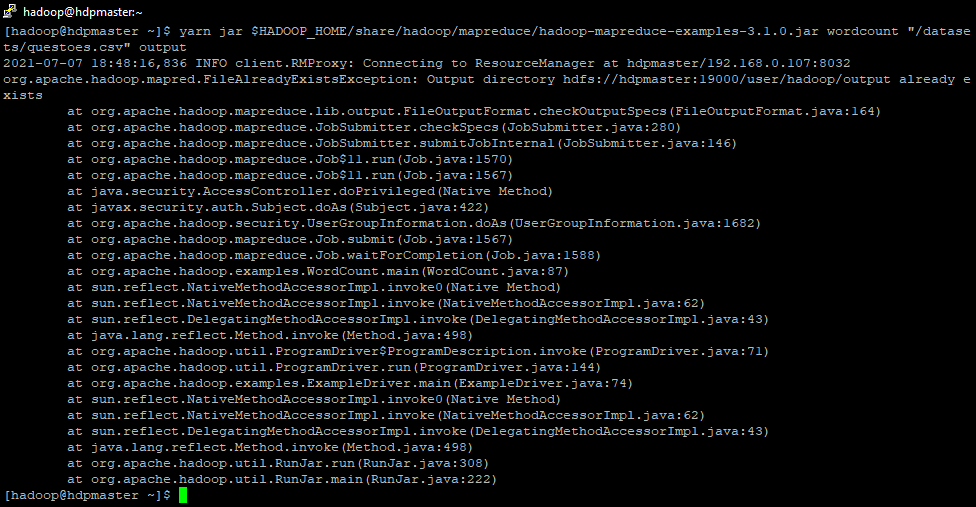 hadoop@hdpmaster:~
[hadoop@hdpmaster ~]$ yarn jar $HADOOP_HOME/share/hadoop/mapreduce/hadoop-mapreduce-examples-3.1.0.jar wordcount "/datase
ts/questoes.csv" output
2021-07-07 18:48:16,836 INFO client.RMProxy: Connecting to ResourceManager at hdpmaster/192.168.0.107:8032
org.apache.hadoop.mapred.FileAlreadyExistsException: Output directory hdfs://hdpmaster:19000/user/hadoop/output already e
xists
        at org.apache.hadoop.mapreduce.lib.output.FileOutputFormat.checkOutputSpecs(FileOutputFormat.java:164)
        at org.apache.hadoop.mapreduce.JobSubmitter.checkSpecs(JobSubmitter.java:280)
        at org.apache.hadoop.mapreduce.JobSubmitter.submitJobInternal(JobSubmitter.java:146)
        at org.apache.hadoop.mapreduce.Job$11.run(Job.java:1570)
        at org.apache.hadoop.mapreduce.Job$11.run(Job.java:1567)
        at java.security.AccessController.doPrivileged(Native Method)
        at javax.security.auth.Subject.doAs(Subject.java:422)
        at org.apache.hadoop.security.UserGroupInformation.doAs(UserGroupInformation.java:1682)
        at org.apache.hadoop.mapreduce.Job.submit(Job.java:1567)
        at org.apache.hadoop.mapreduce.Job.waitForCompletion(Job.java:1588)
        at org.apache.hadoop.examples.WordCount.main(WordCount.java:87)
        at sun.reflect.NativeMethodAccessorImpl.invoke0(Native Method)
        at sun.reflect.NativeMethodAccessorImpl.invoke(NativeMethodAccessorImpl.java:62)
        at sun.reflect.DelegatingMethodAccessorImpl.invoke(DelegatingMethodAccessorImpl.java:43)
        at java.lang.reflect.Method.invoke(Method.java:498)
        at org.apache.hadoop.util.ProgramDriver$ProgramDescription.invoke(ProgramDriver.java:71)
        at org.apache.hadoop.util.ProgramDriver.run(ProgramDriver.java:144)
        at org.apache.hadoop.examples.ExampleDriver.main(ExampleDriver.java:74)
        at sun.reflect.NativeMethodAccessorImpl.invoke0(Native Method)
        at sun.reflect.NativeMethodAccessorImpl.invoke(NativeMethodAccessorImpl.java:62)
        at sun.reflect.DelegatingMethodAccessorImpl.invoke(DelegatingMethodAccessorImpl.java:43)
        at java.lang.reflect.Method.invoke(Method.java:498)
        at org.apache.hadoop.util.RunJar.run(RunJar.java:308)
        at org.apache.hadoop.util.RunJar.main(RunJar.java:222)
[hadoop@hdpmaster ~]$